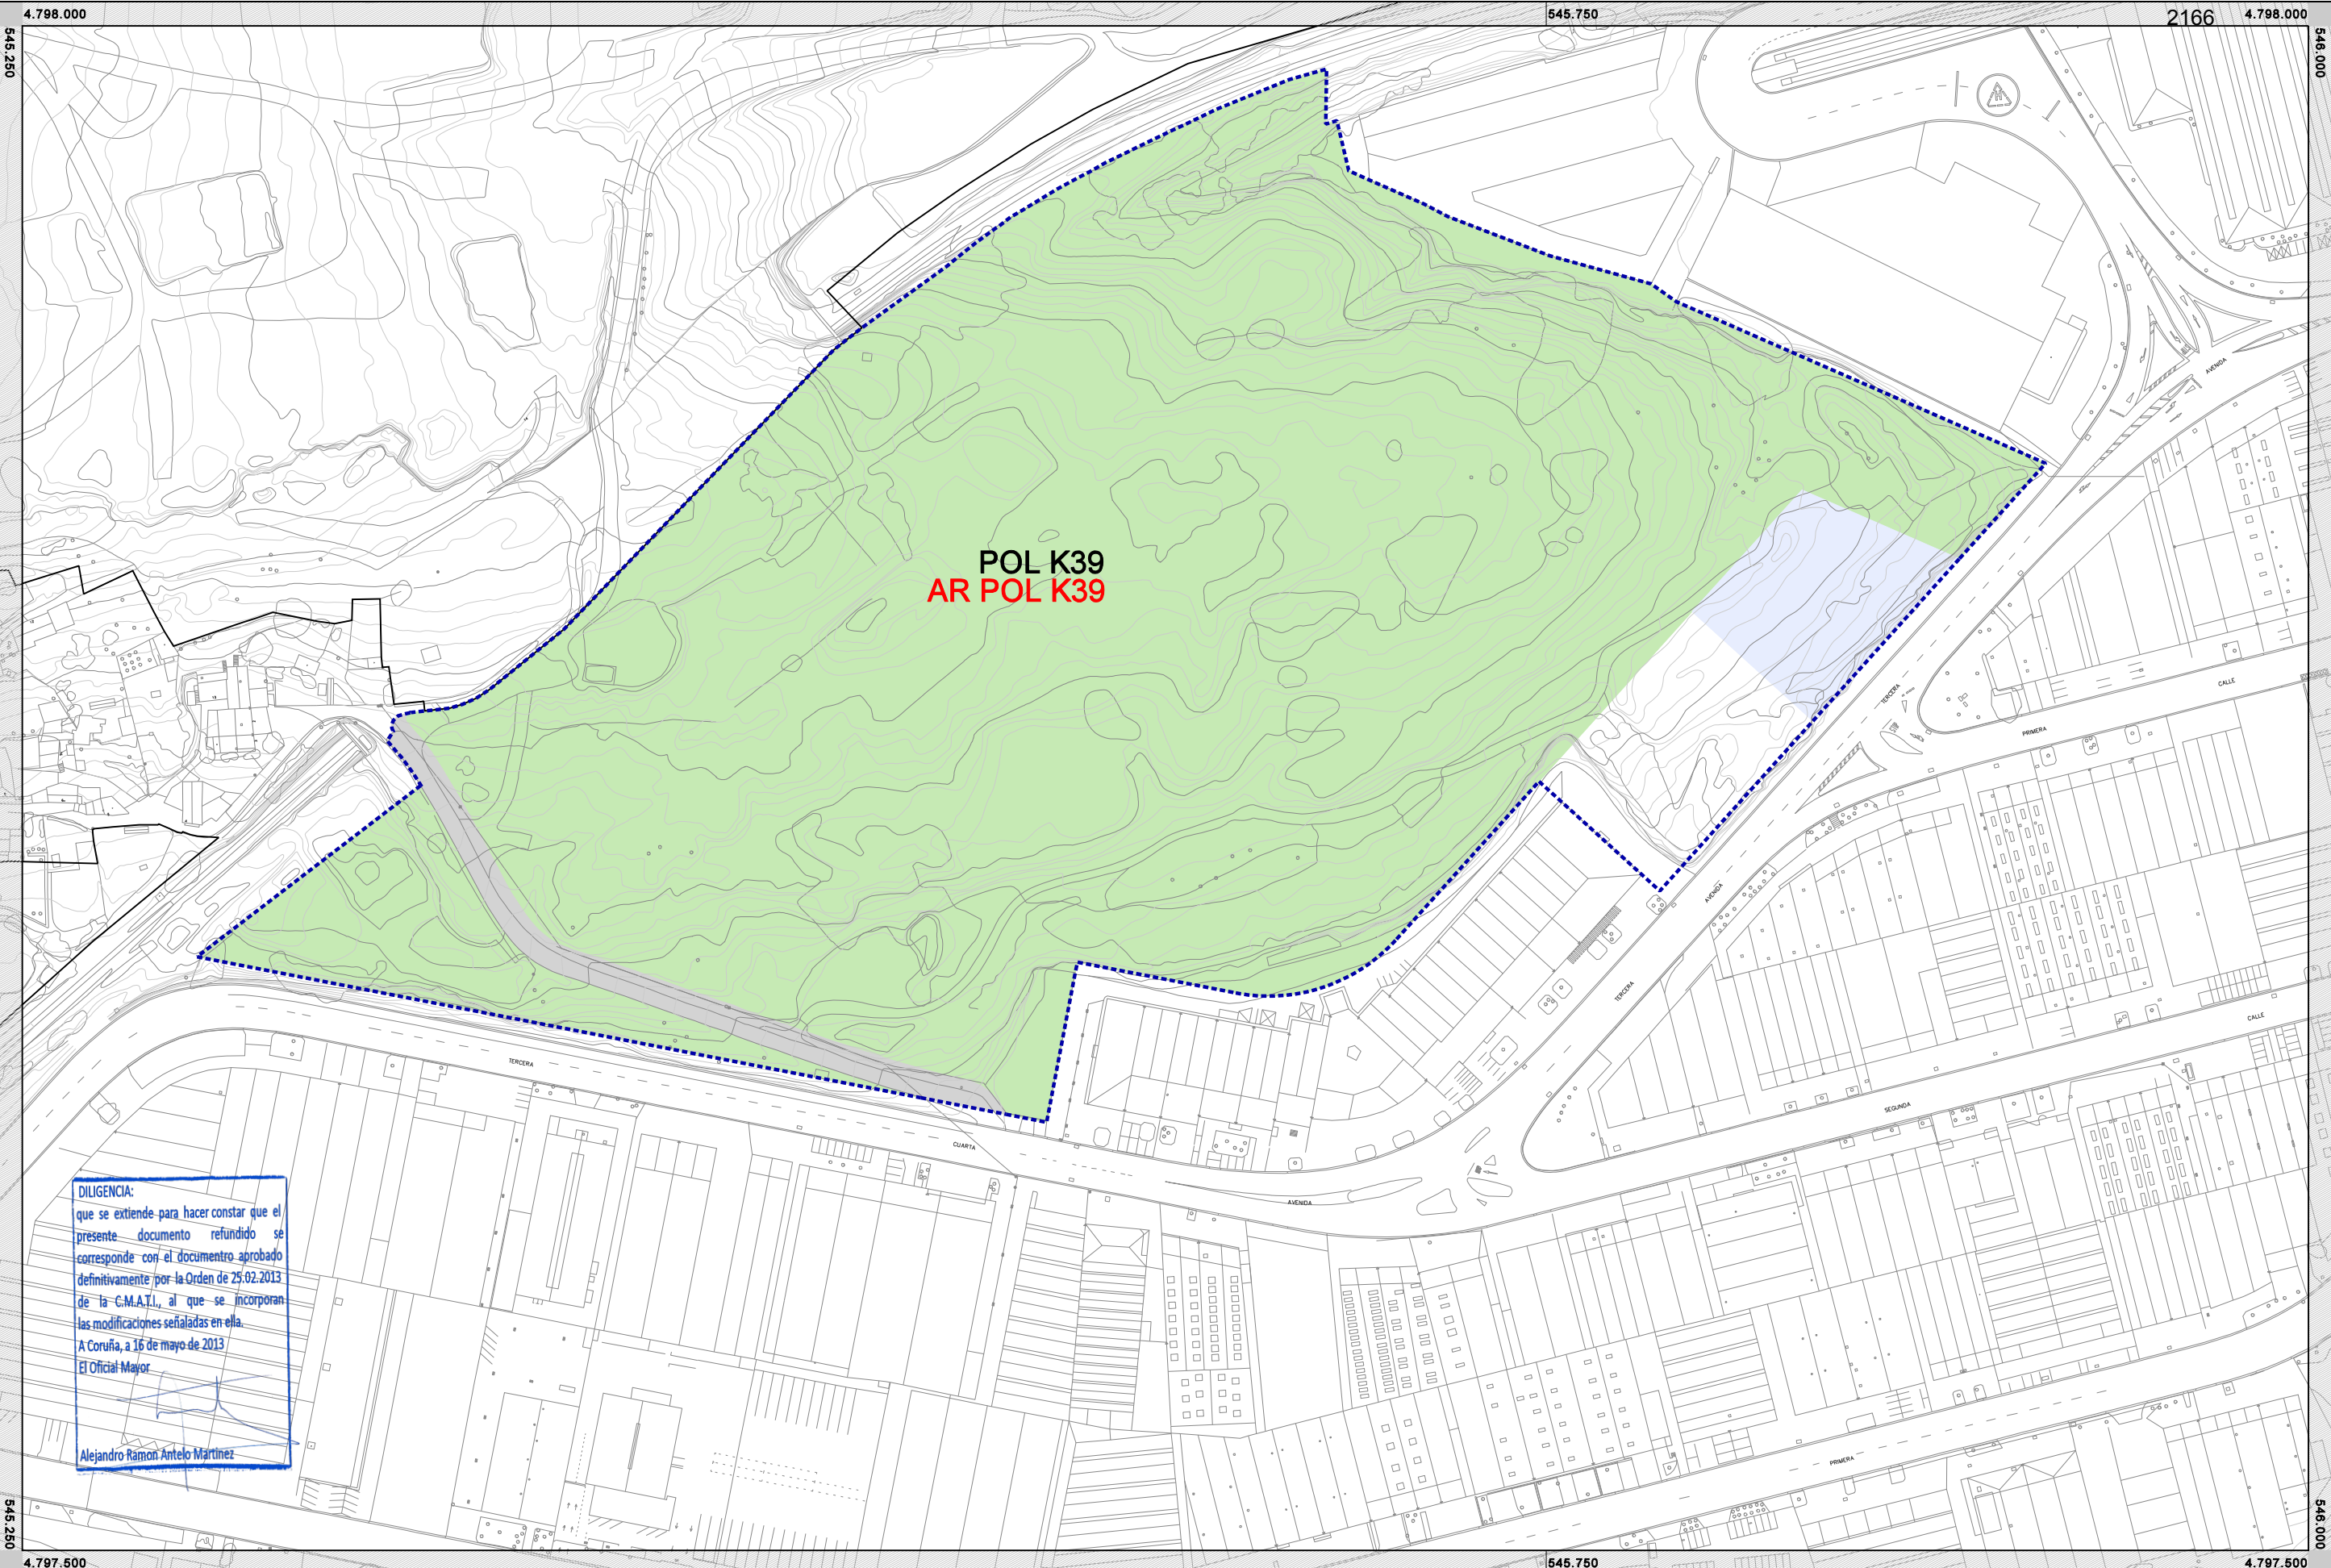 4.798.000
545.750
2166
4.798.000
545.250
546.000
AVENIDA
POL K39
AR POL K39
TERCERA
CALLE
PRIMERA
AVENIDA
TERCERA
CALLE
TERCERA
SEGUNDA
CUARTA
AVENIDA
DILIGENCIA:
que se extiende para hacer constar que el
presente documento refundido se
corresponde con el documentro aprobado
definitivamente por la Orden de 25.02.2013
de la C.M.A.T.I., al que se incorporan
las modificaciones señaladas en ella.
A Coruña, a 16 de mayo de 2013
El Oficial Mayor
Alejandro Ramon Antelo Martinez
PRIMERA
545.250
546.000
4.797.500
545.750
4.797.500